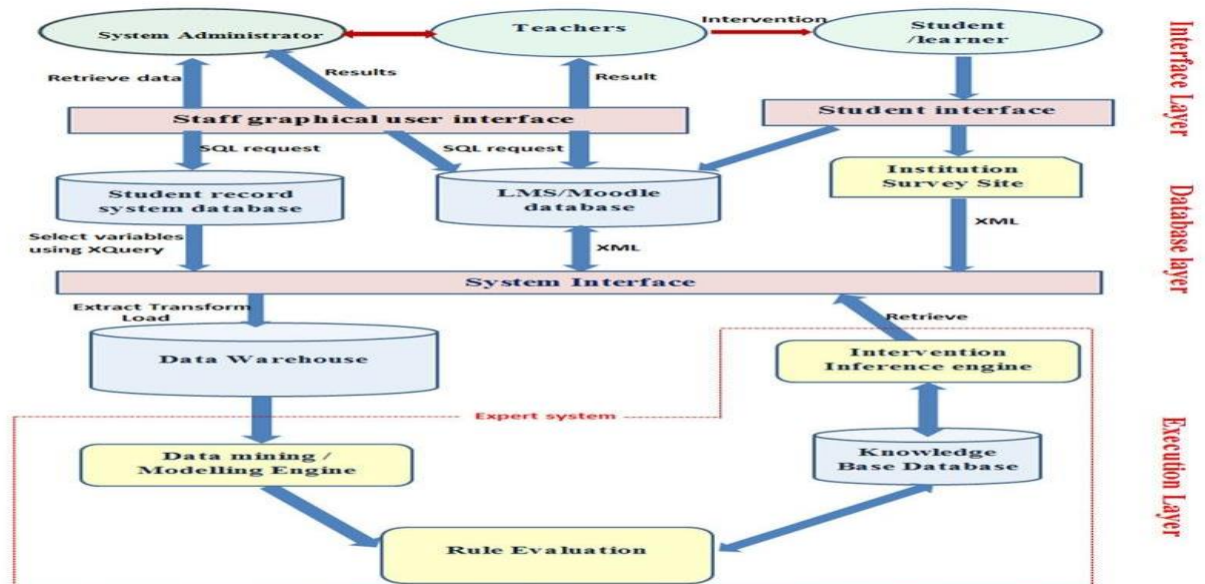 System Administrator
Teachers
Intervention
Student
/learner
Interface Layer
Retrieve data
Results
Result
Staff graphical user interface
Student interface
SQL request
SQL request
Student record
system database
LMS/Moodle
database
Institution
Survey Site
Database layer
Select variables
using XQuery
XML
XML
System Interface
Extract Transform
Load
Retrieve
Data Warehouse
Intervention
Inference engine
Expert system
Data mining /
Modelling Engine
Knowledge
Base Database
Execution Layer
Rule Evaluation